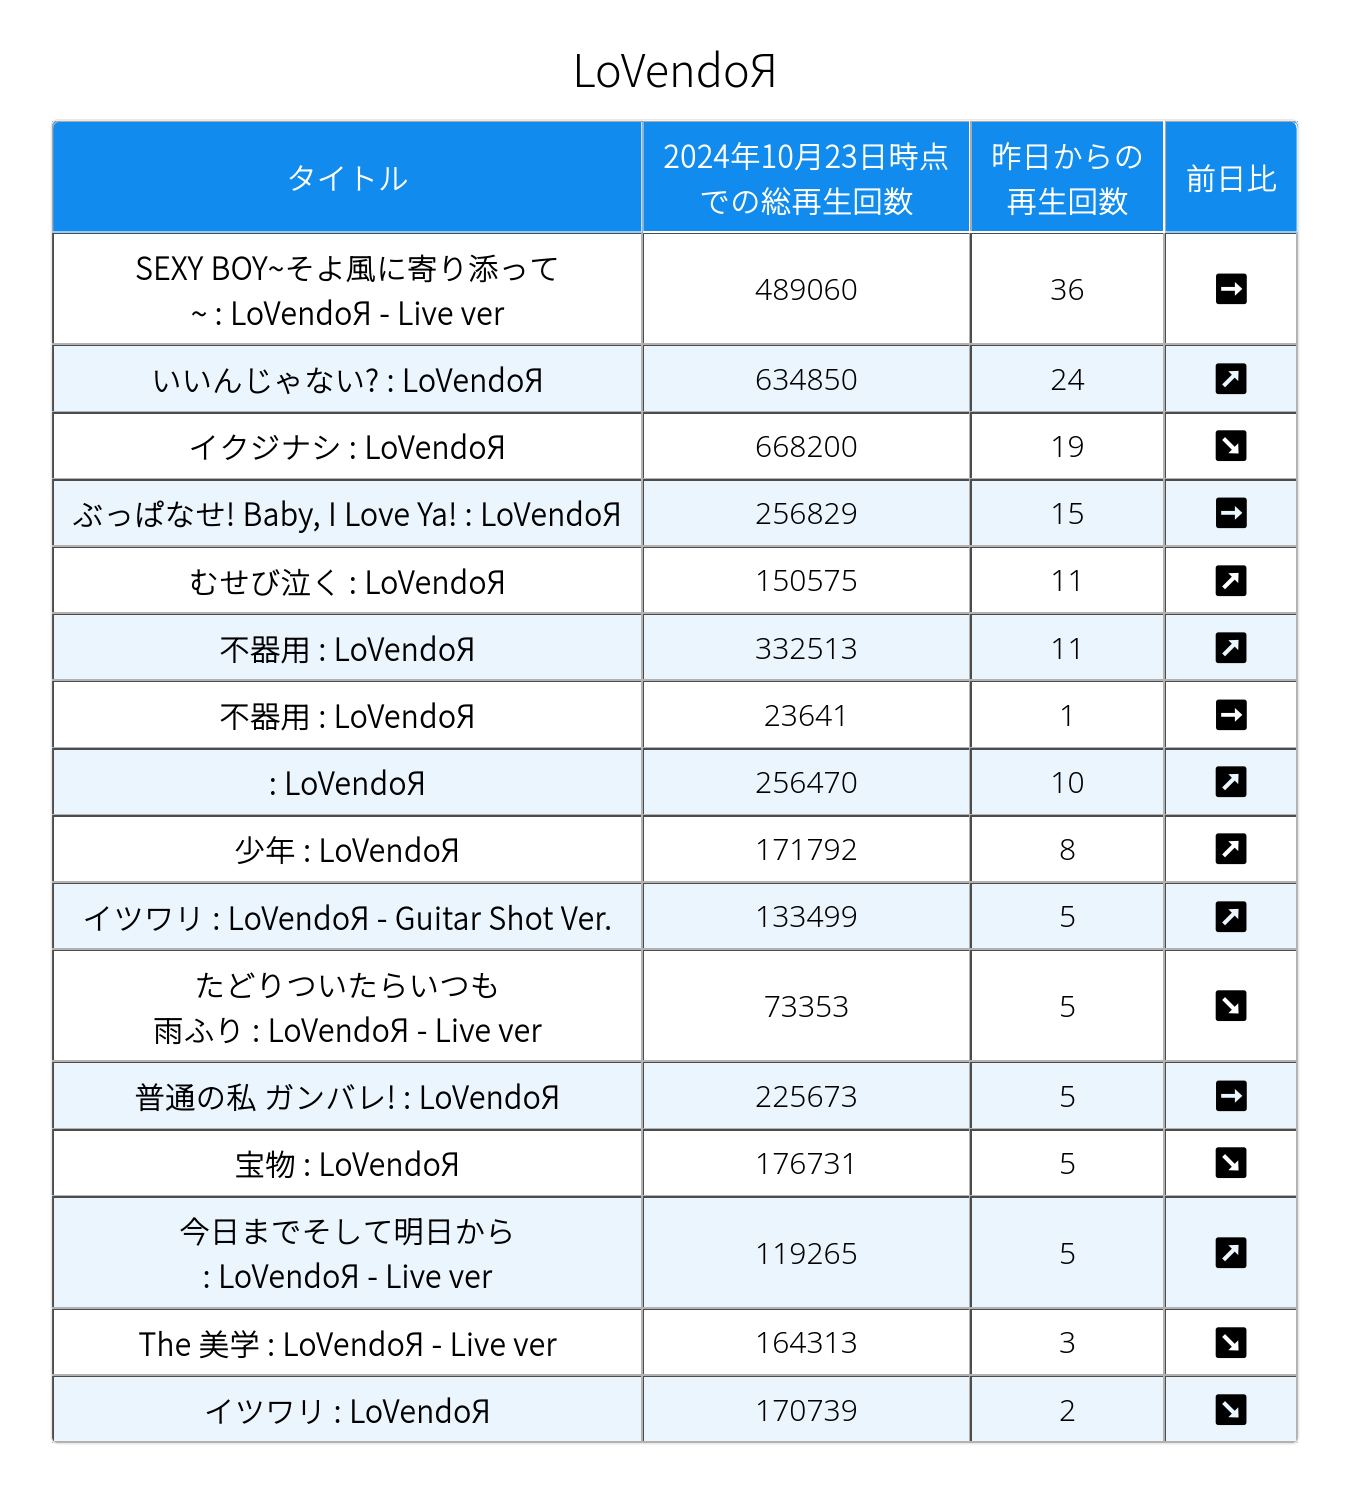 LoVendoЯ
タイトル
2024年10月23日時点
での総再生回数
昨日からの
再生回数
前日比
SEXY BOY~そよ風に寄り添って
~ : LoVendoЯ - Live ver
489060
36
いいんじゃない? : LoVendoЯ
634850
24
イクジナシ : LoVendoЯ
668200
19
ぶっぱなせ! Baby, I Love Ya! : LoVendoЯ
256829
15
むせび泣く : LoVendoЯ
150575
11
不器用 : LoVendoЯ
332513
11
不器用 : LoVendoЯ
23641
1
: LoVendoЯ
256470
10
少年 : LoVendoЯ
171792
8
イツワリ : LoVendoЯ - Guitar Shot Ver.
133499
5
たどりついたらいつも
雨ふり : LoVendoЯ - Live ver
73353
5
普通の私 ガンバレ! : LoVendoЯ
225673
5
宝物 : LoVendoЯ
176731
5
今日までそして明日から
: LoVendoЯ - Live ver
119265
5
The 美学 : LoVendoЯ - Live ver
164313
3
イツワリ : LoVendoЯ
170739
2